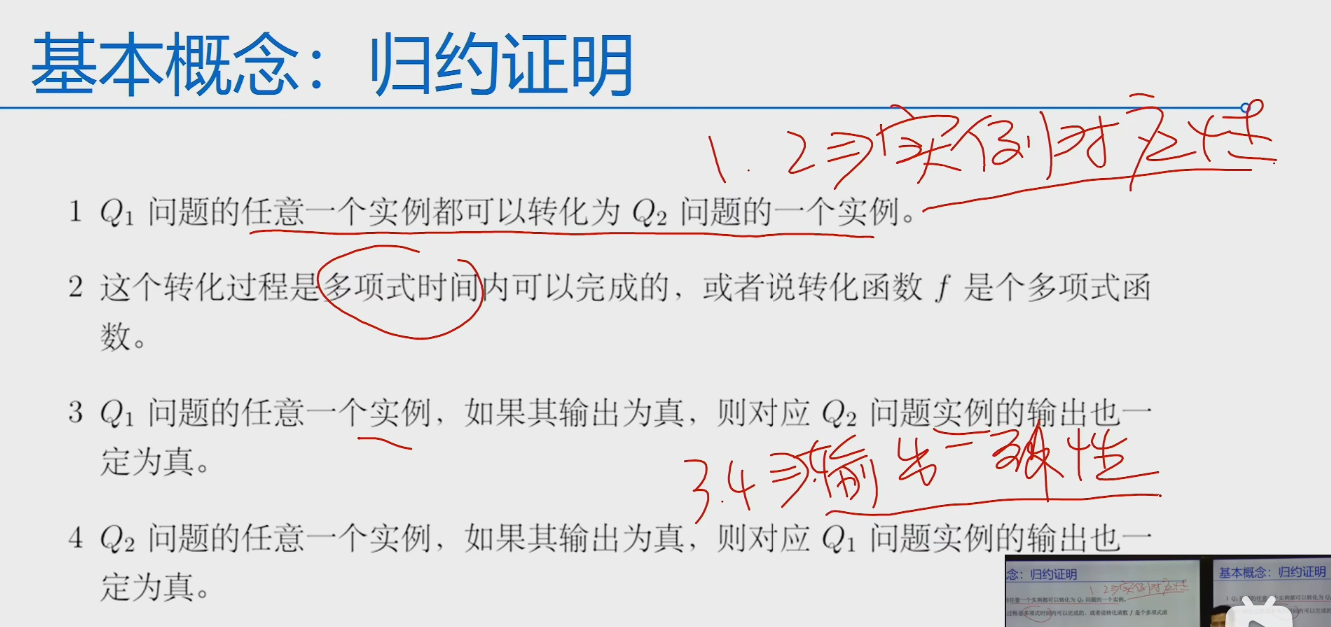 基本概念：归约证明
1. 2 ⇒ 实例对应性
1 Q₁ 问题的任意一个实例都可以转化为 Q₂ 问题的一个实例。
2 这个转化过程是多项式时间内可以完成的，或者说转化函数 f 是个多项式函
数。
3 Q₁ 问题的任意一个实例，如果其输出为真，则对应 Q₂ 问题实例的输出也一
定为真。
3.4 ⇒ 输出一致性
4 Q₂ 问题的任意一个实例，如果其输出为真，则对应 Q₁ 问题实例的输出也一
定为真。
念：归约证明
基本概念：归约证明